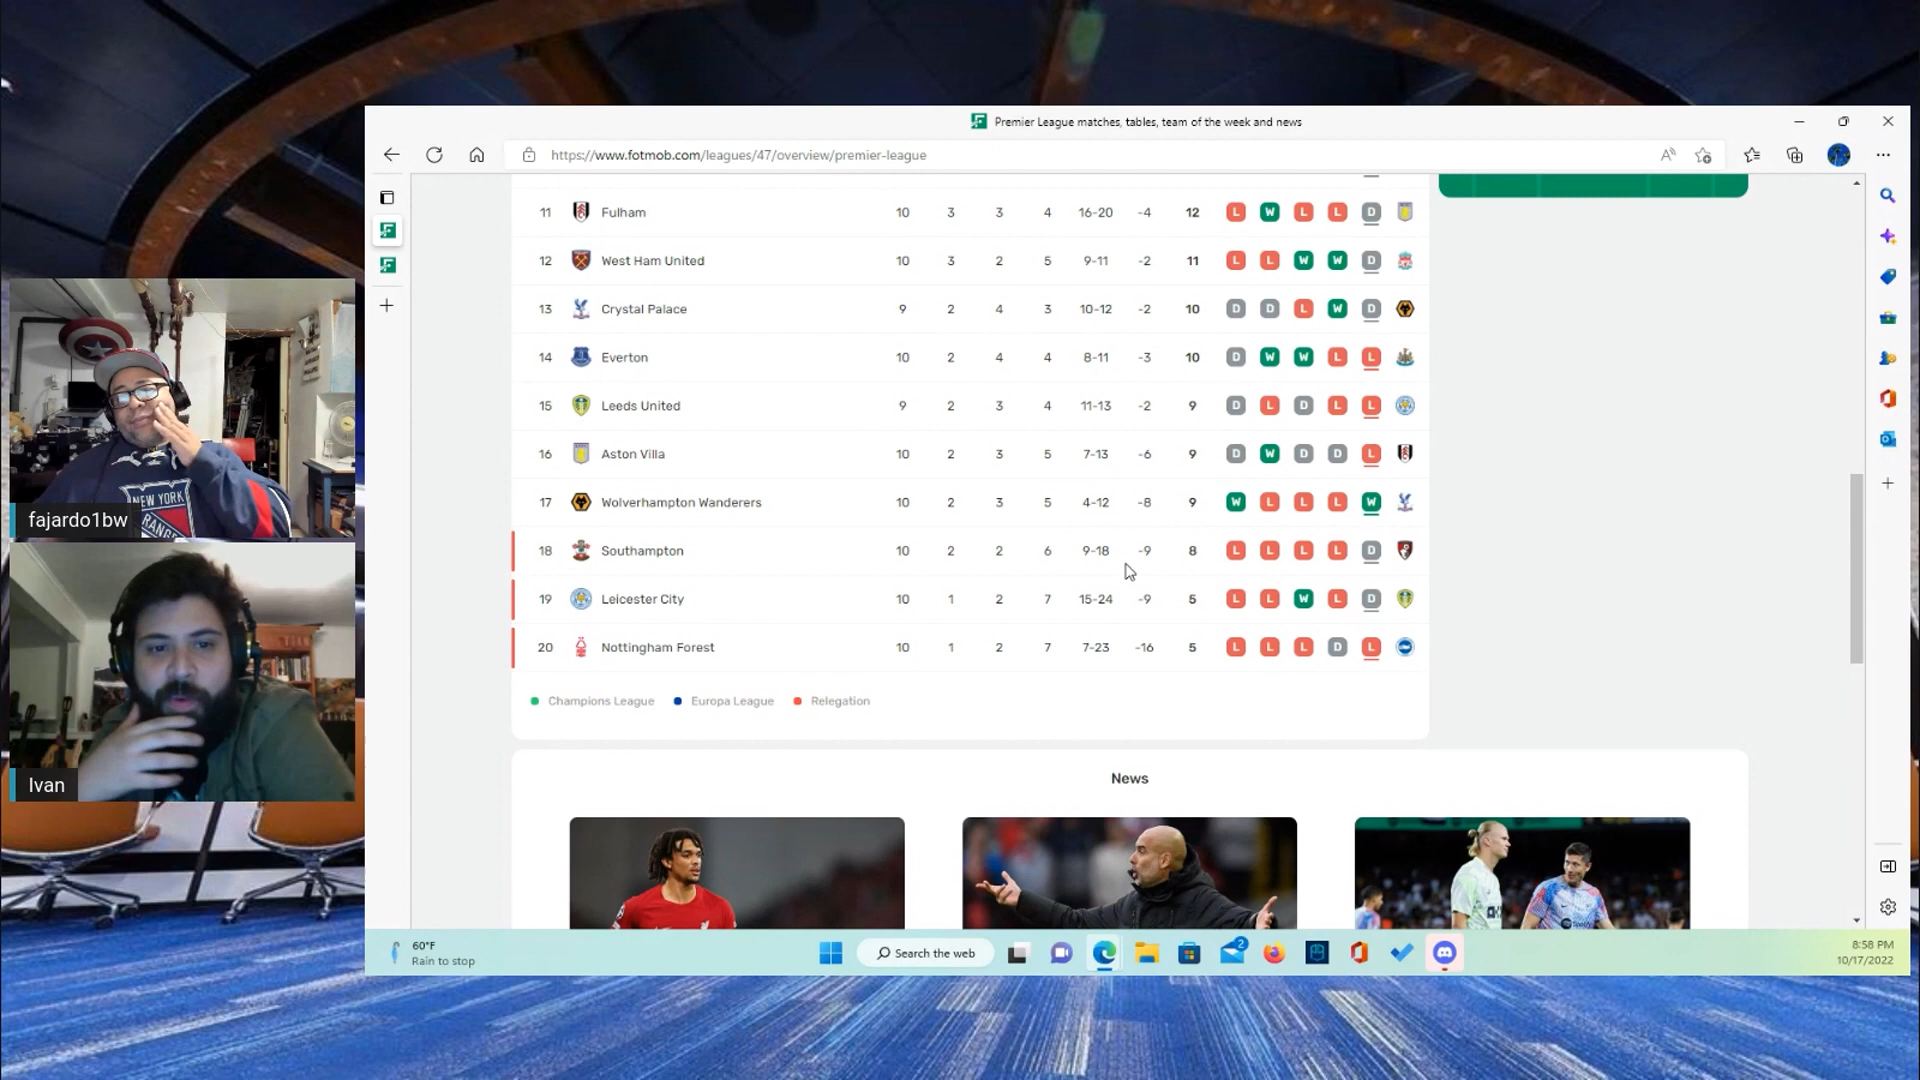 Premier League matches, tables, team of the week and news
https://www.fotmob.com/leagues/47/overview/premier-league
11 Fulham 10 3 3 4 16-20 -4 12 L W L L D
12 West Ham United 10 3 2 5 9-11 -2 11 L L W W D
13 Crystal Palace 9 2 4 3 10-12 -2 10 D D L W D
14 Everton 10 2 4 4 8-11 -3 10 D W W L L
15 Leeds United 9 2 3 4 11-13 -2 9 D L D L L
16 Aston Villa 10 2 3 5 7-13 -6 9 D W D D L
17 Wolverhampton Wanderers 10 2 3 5 4-12 -8 9 W L L L W
18 Southampton 10 2 2 6 9-18 -9 8 L L L L D
19 Leicester City 10 1 2 7 15-24 -9 5 L L W L D
20 Nottingham Forest 10 1 2 7 7-23 -16 5 L L L D L
Champions League Europa League Relegation
News
NEW YORK
RANGE
fajardo1bw
Ivan
60°F
Rain to stop
Search the web
2
8:58 PM
10/17/2022